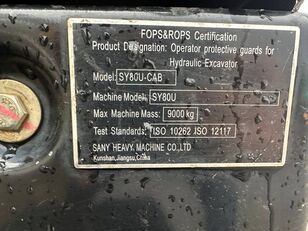 FOPS&ROPS Certification
Product Designation: Operator protective guards for
Hydraulic Excavator
Model: SY80U-CAB
Machine Model: SY80U
Max Machine Mass: 9000 kg
Test Standards: ISO 10262 ISO 12117
SANY HEAVY MACHINE CO.,LTD
Kunshan,Jiangsu,China